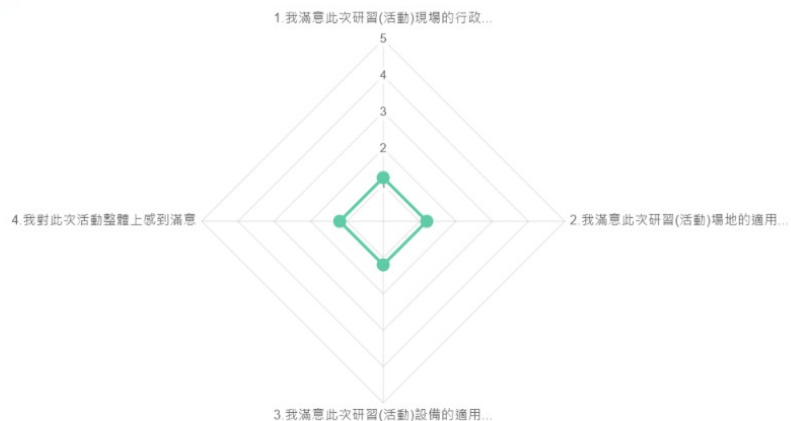 1.我滿意此次研習(活動)現場的行政...
5
4
3
2
1
4.我對此次活動整體上感到滿意
2.我滿意此次研習(活動)場地的適用...
3.我滿意此次研習(活動)設備的適用...